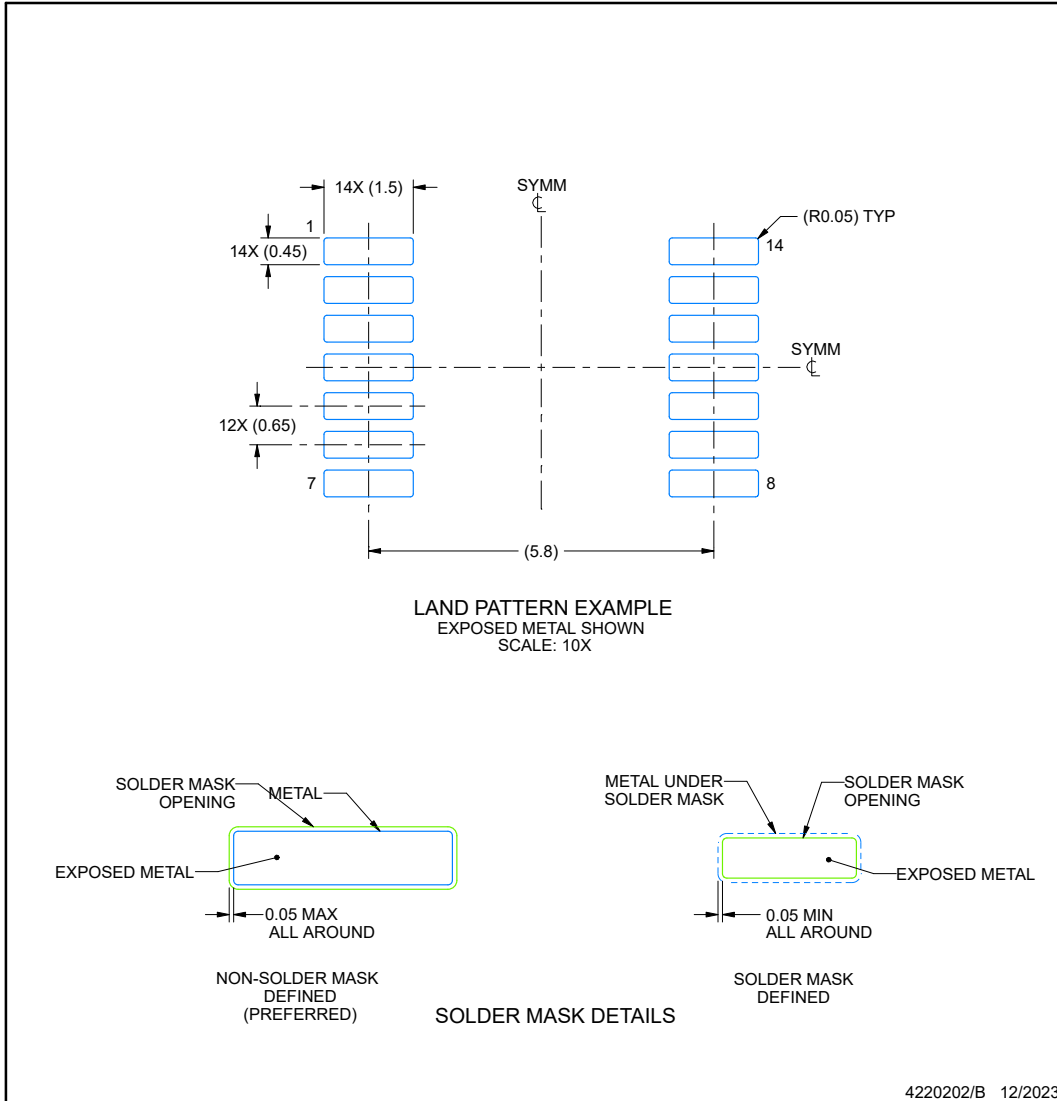 14X (1.5)
SYMM
℄
(R0.05) TYP
1
14
14X (0.45)
SYMM
℄
12X (0.65)
7
8
(5.8)
LAND PATTERN EXAMPLE
EXPOSED METAL SHOWN
SCALE: 10X
SOLDER MASK
OPENING
METAL
EXPOSED METAL
0.05 MAX
ALL AROUND
NON-SOLDER MASK
DEFINED
(PREFERRED)
METAL UNDER
SOLDER MASK
SOLDER MASK
OPENING
EXPOSED METAL
0.05 MIN
ALL AROUND
SOLDER MASK
DEFINED
SOLDER MASK DETAILS
4220202/B 12/2023